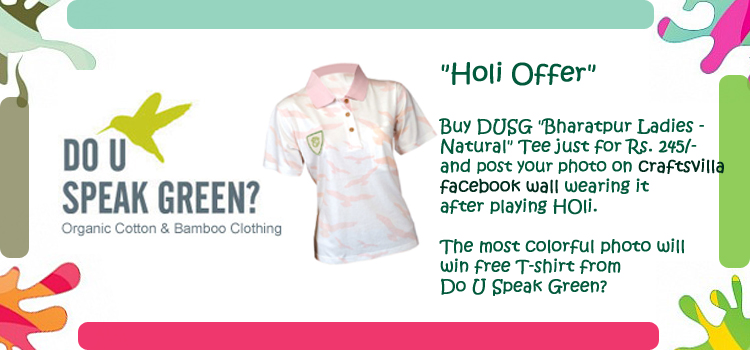 DO U
SPEAK GREEN?
Organic Cotton & Bamboo Clothing
"Holi Offer"
Buy DUSG "Bharatpur Ladies -
Natural" Tee just for Rs. 245/-
and post your photo on craftsvilla
facebook wall wearing it
after playing HOli.
The most colorful photo will
win free T-shirt from
Do U Speak Green?